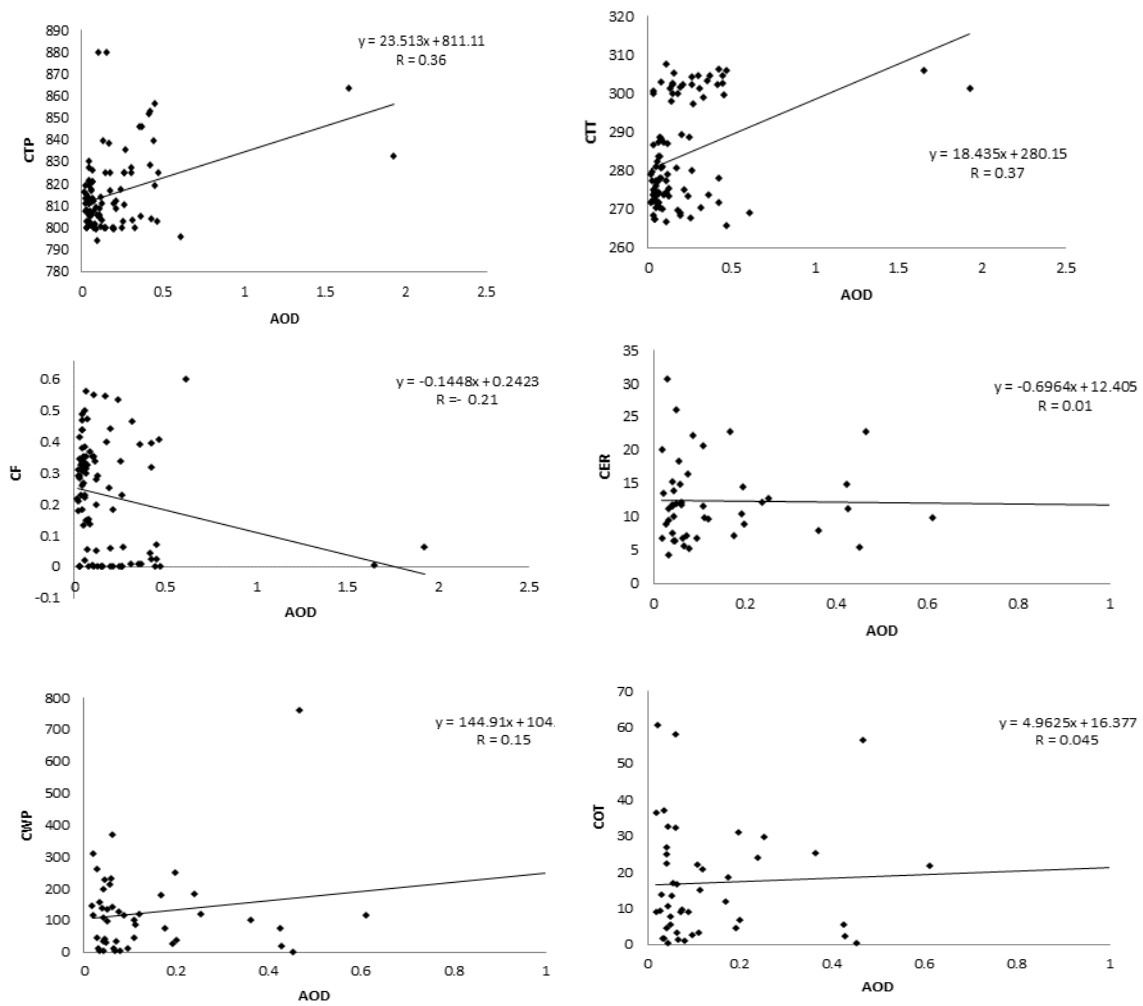 890
880
870
860
850
840
830
820
810
800
790
780
CTP
y = 23.513x + 811.11
R = 0.36
0 0.5 1 1.5 2 2.5
AOD
320
310
300
290
280
270
260
CTT
y = 18.435x + 280.15
R = 0.37
0 0.5 1 1.5 2 2.5
AOD
0.6
0.5
0.4
0.3
0.2
0.1
0
-0.1
CF
y = -0.1448x + 0.2423
R =- 0.21
0 0.5 1 1.5 2 2.5
AOD
35
30
25
20
15
10
5
0
CER
y = -0.6964x + 12.405
R = 0.01
0 0.2 0.4 0.6 0.8 1
AOD
800
700
600
500
400
300
200
100
0
CWP
y = 144.91x + 104.
R = 0.15
0 0.2 0.4 0.6 0.8 1
AOD
70
60
50
40
30
20
10
0
COT
y = 4.9625x + 16.377
R = 0.045
0 0.2 0.4 0.6 0.8 1
AOD